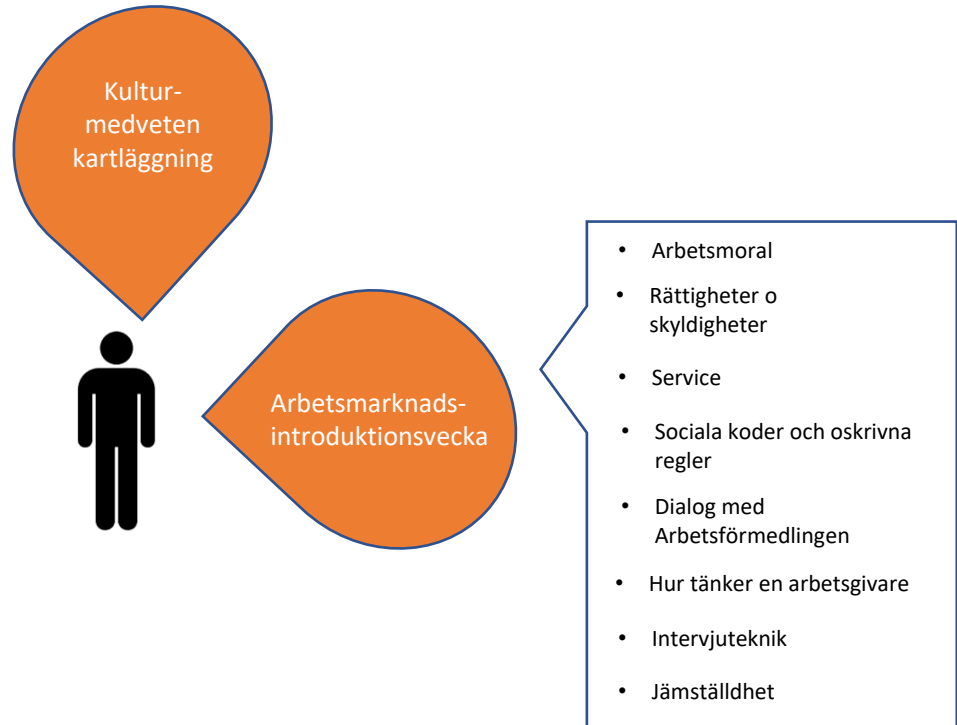 Kultur-
medveten
kartläggning
Arbetsmarknads-
introduktionsvecka
• Arbetsmoral
• Rättigheter o
skyldigheter
• Service
• Sociala koder och oskrivna
regler
• Dialog med
Arbetsförmedlingen
• Hur tänker en arbetsgivare
• Intervjuteknik
• Jämställdhet